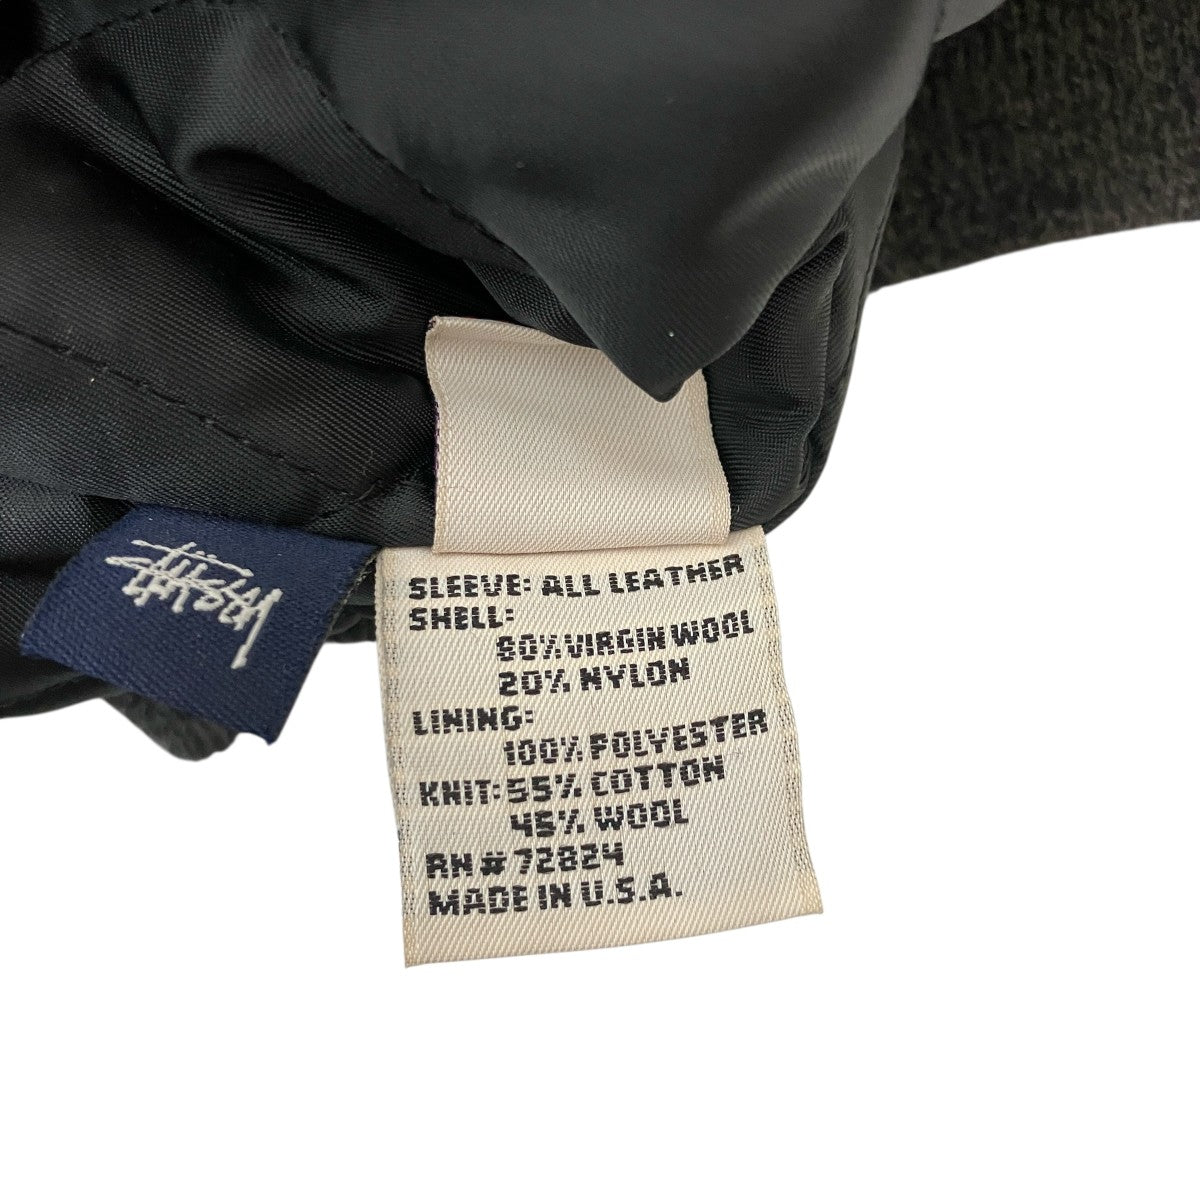 Stüssy
SLEEVE: ALL LEATHER
SHELL:
80% VIRGIN WOOL
20% NYLON
LINING:
100% POLYESTER
KNIT: 55% COTTON
45% WOOL
RN # 72824
MADE IN U.S.A.